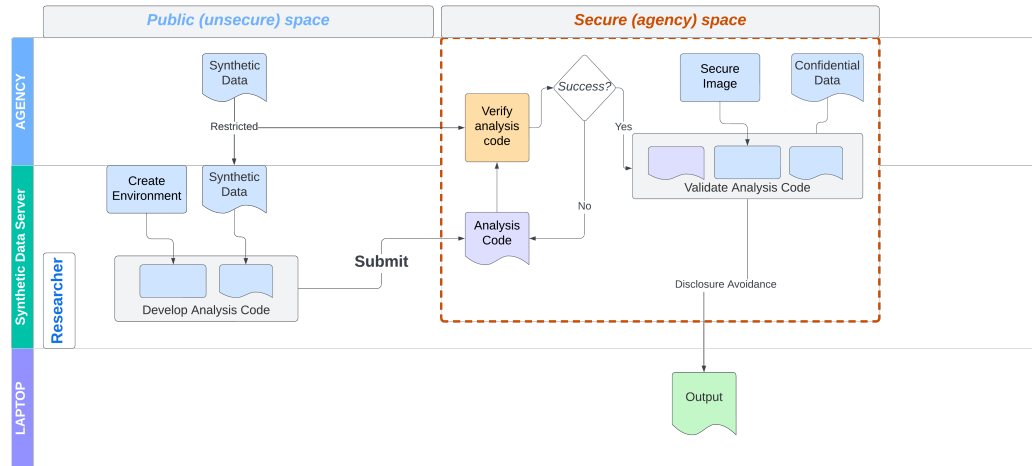 Public (unsecure) space
Secure (agency) space
AGENCY
Synthetic
Data
Restricted
Verify
analysis
code
Success?
Yes
No
Secure
Image
Confidential
Data
Validate Analysis Code
Synthetic Data Server
Researcher
Create
Environment
Synthetic
Data
Develop Analysis Code
Submit
Analysis
Code
Disclosure Avoidance
LAPTOP
Output